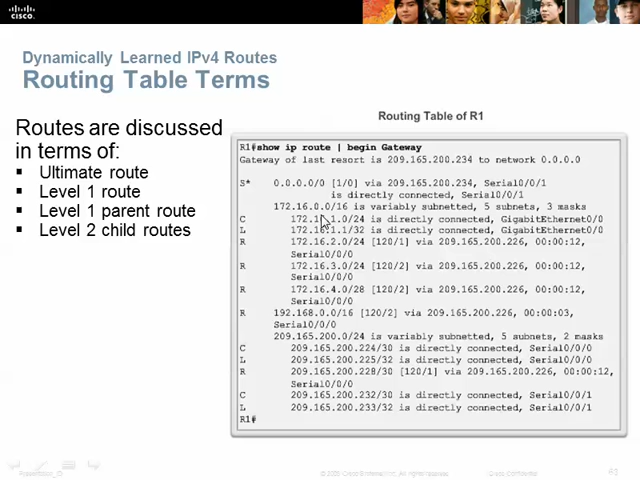 CISCO
Dynamically Learned IPv4 Routes
Routing Table Terms
Routes are discussed
in terms of:
▪ Ultimate route
▪ Level 1 route
▪ Level 1 parent route
▪ Level 2 child routes
Routing Table of R1
R1#show ip route | begin Gateway
Gateway of last resort is 209.165.200.234 to network 0.0.0.0
S* 0.0.0.0/0 [1/0] via 209.165.200.234, Serial0/0/1
is directly connected, Serial0/0/1
172.16.0.0/16 is variably subnetted, 5 subnets, 3 masks
C 172.16.1.0/24 is directly connected, GigabitEthernet0/0
L 172.16.1.1/32 is directly connected, GigabitEthernet0/0
R 172.16.2.0/24 [120/1] via 209.165.200.226, 00:00:12,
Serial0/0/0
R 172.16.3.0/24 [120/2] via 209.165.200.226, 00:00:12,
Serial0/0/0
R 172.16.4.0/28 [120/2] via 209.165.200.226, 00:00:12,
Serial0/0/0
R 192.168.0.0/16 [120/2] via 209.165.200.226, 00:00:03,
Serial0/0/0
209.165.200.0/24 is variably subnetted, 5 subnets, 2 masks
C 209.165.200.224/30 is directly connected, Serial0/0/0
L 209.165.200.225/32 is directly connected, Serial0/0/0
R 209.165.200.228/30 [120/1] via 209.165.200.226, 00:00:12,
Serial0/0/0
C 209.165.200.232/30 is directly connected, Serial0/0/1
L 209.165.200.233/32 is directly connected, Serial0/0/1
R1#
Presentation_ID
Cisco Systems, Inc. All rights reserved.
Cisco Confidential